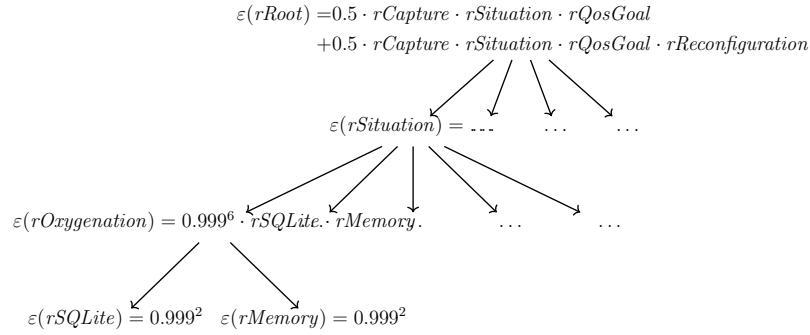 ε(rRoot) =0.5 · rCapture · rSituation · rQosGoal
+0.5 · rCapture · rSituation · rQosGoal · rReconfiguration
ε(rSituation) = ... ... ...
ε(rOxygenation) = 0.999⁶ · rSQLite · rMemory ... ...
ε(rSQLite) = 0.999² ε(rMemory) = 0.999²